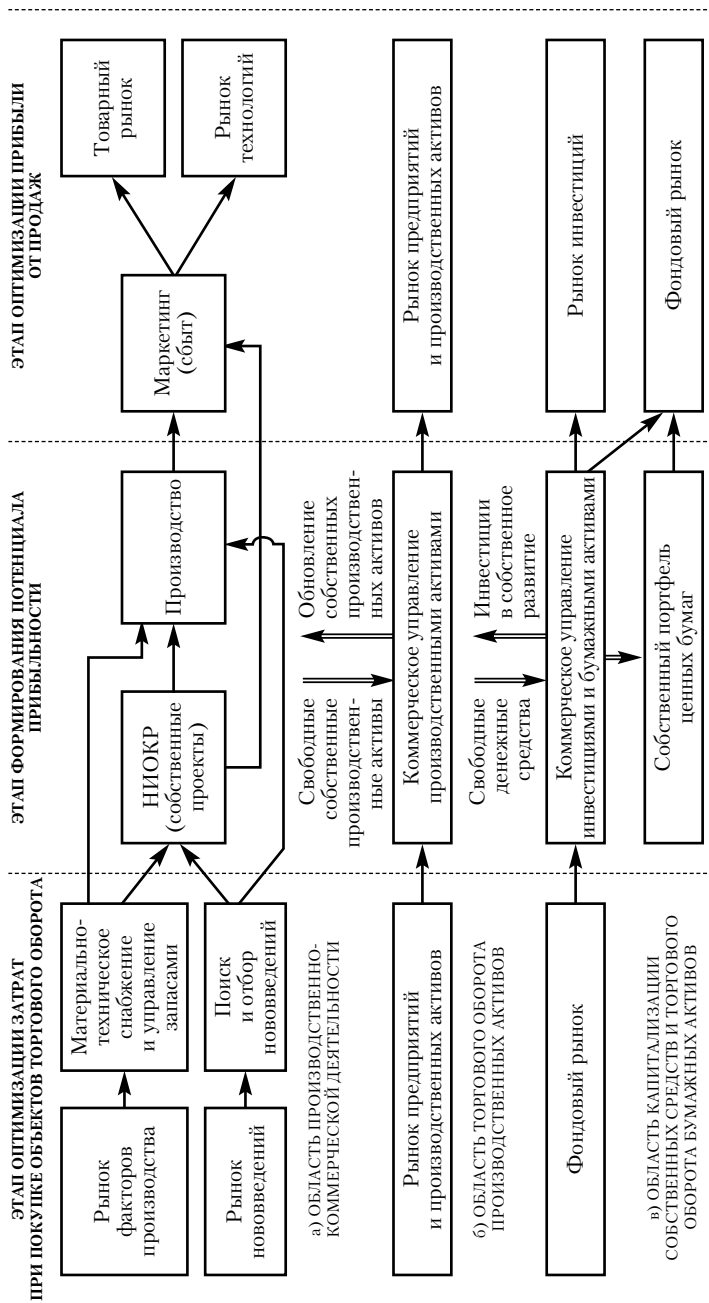 ЭТАП ОПТИМИЗАЦИИ ЗАТРАТ
ПРИ ПОКУПКЕ ОБЪЕКТОВ ТОРГОВОГО ОБОРОТА
ЭТАП ФОРМИРОВАНИЯ ПОТЕНЦИАЛА
ПРИБЫЛЬНОСТИ
ЭТАП ОПТИМИЗАЦИИ ПРИБЫЛИ
ОТ ПРОДАЖ
Рынок
факторов
производства
Материально-
техническое
снабжение
и управление
запасами
НИОКР
(собственные
проекты)
Производство
Маркетинг
(сбыт)
Товарный
рынок
Рынок
технологий
Рынок
нововведений
Поиск
и отбор
нововведений
а) ОБЛАСТЬ ПРОИЗВОДСТВЕННО-
КОММЕРЧЕСКОЙ ДЕЯТЕЛЬНОСТИ
Свободные
собственные
производствен-
ные активы
Обновление
собственных
производствен-
ных активов
Рынок предприятий
и производственных активов
Коммерческое управление
производственными активами
Рынок предприятий
и производственных активов
б) ОБЛАСТЬ ТОРГОВОГО ОБОРОТА
ПРОИЗВОДСТВЕННЫХ АКТИВОВ
Свободные
денежные
средства
Инвестиции
в собственное
развитие
Фондовый рынок
Коммерческое управление
инвестициями и бумажными активами
Рынок инвестиций
в) ОБЛАСТЬ КАПИТАЛИЗАЦИИ
СОБСТВЕННЫХ СРЕДСТВ И ТОРГОВОГО
ОБОРОТА БУМАЖНЫХ АКТИВОВ
Собственный портфель
ценных бумаг
Фондовый рынок